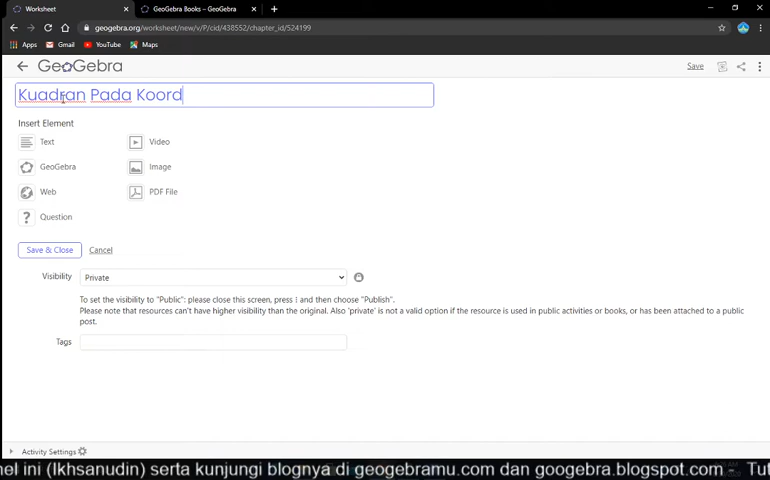 Worksheet
GeoGebra Books – GeoGebra
geogebra.org/worksheet/new/v/P/cid/438552/chapter_id/524199
Apps
Gmail
YouTube
Maps
GeoGebra
Save
Kuadran Pada Koord
Insert Element
Text
Video
GeoGebra
Image
Web
PDF File
Question
Save & Close
Cancel
Visibility
Private
To set the visibility to "Public": please close this screen, press ⋮ and then choose "Publish".
Please note that resources can't have higher visibility than the original. Also 'private' is not a valid option if the resource is used in public activities or books, or has been attached to a public
post.
Tags
Activity Settings
nel ini (Ikhsanudin) serta kunjungi blognya di geogebramu.com dan googebra.blogspot.com - Tut